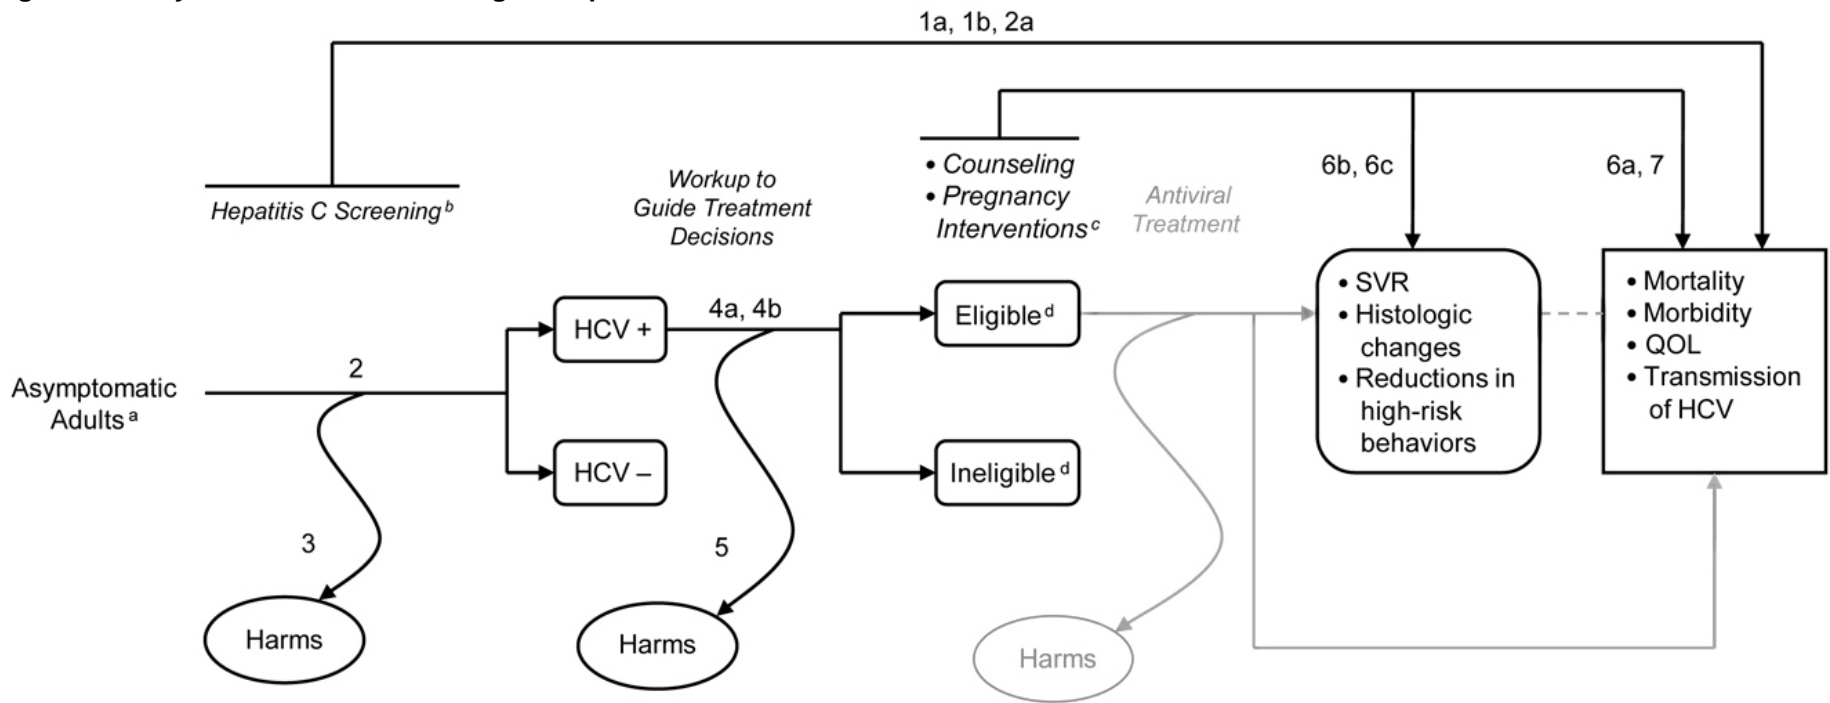 1a, 1b, 2a
Hepatitis C Screening b
Workup to
Guide Treatment
Decisions
• Counseling
• Pregnancy
Interventions c
Antiviral
Treatment
6b, 6c
6a, 7
Asymptomatic
Adults a
2
3
Harms
HCV +
HCV –
4a, 4b
5
Harms
Eligible d
Ineligible d
Harms
• SVR
• Histologic
changes
• Reductions in
high-risk
behaviors
• Mortality
• Morbidity
• QOL
• Transmission
of HCV